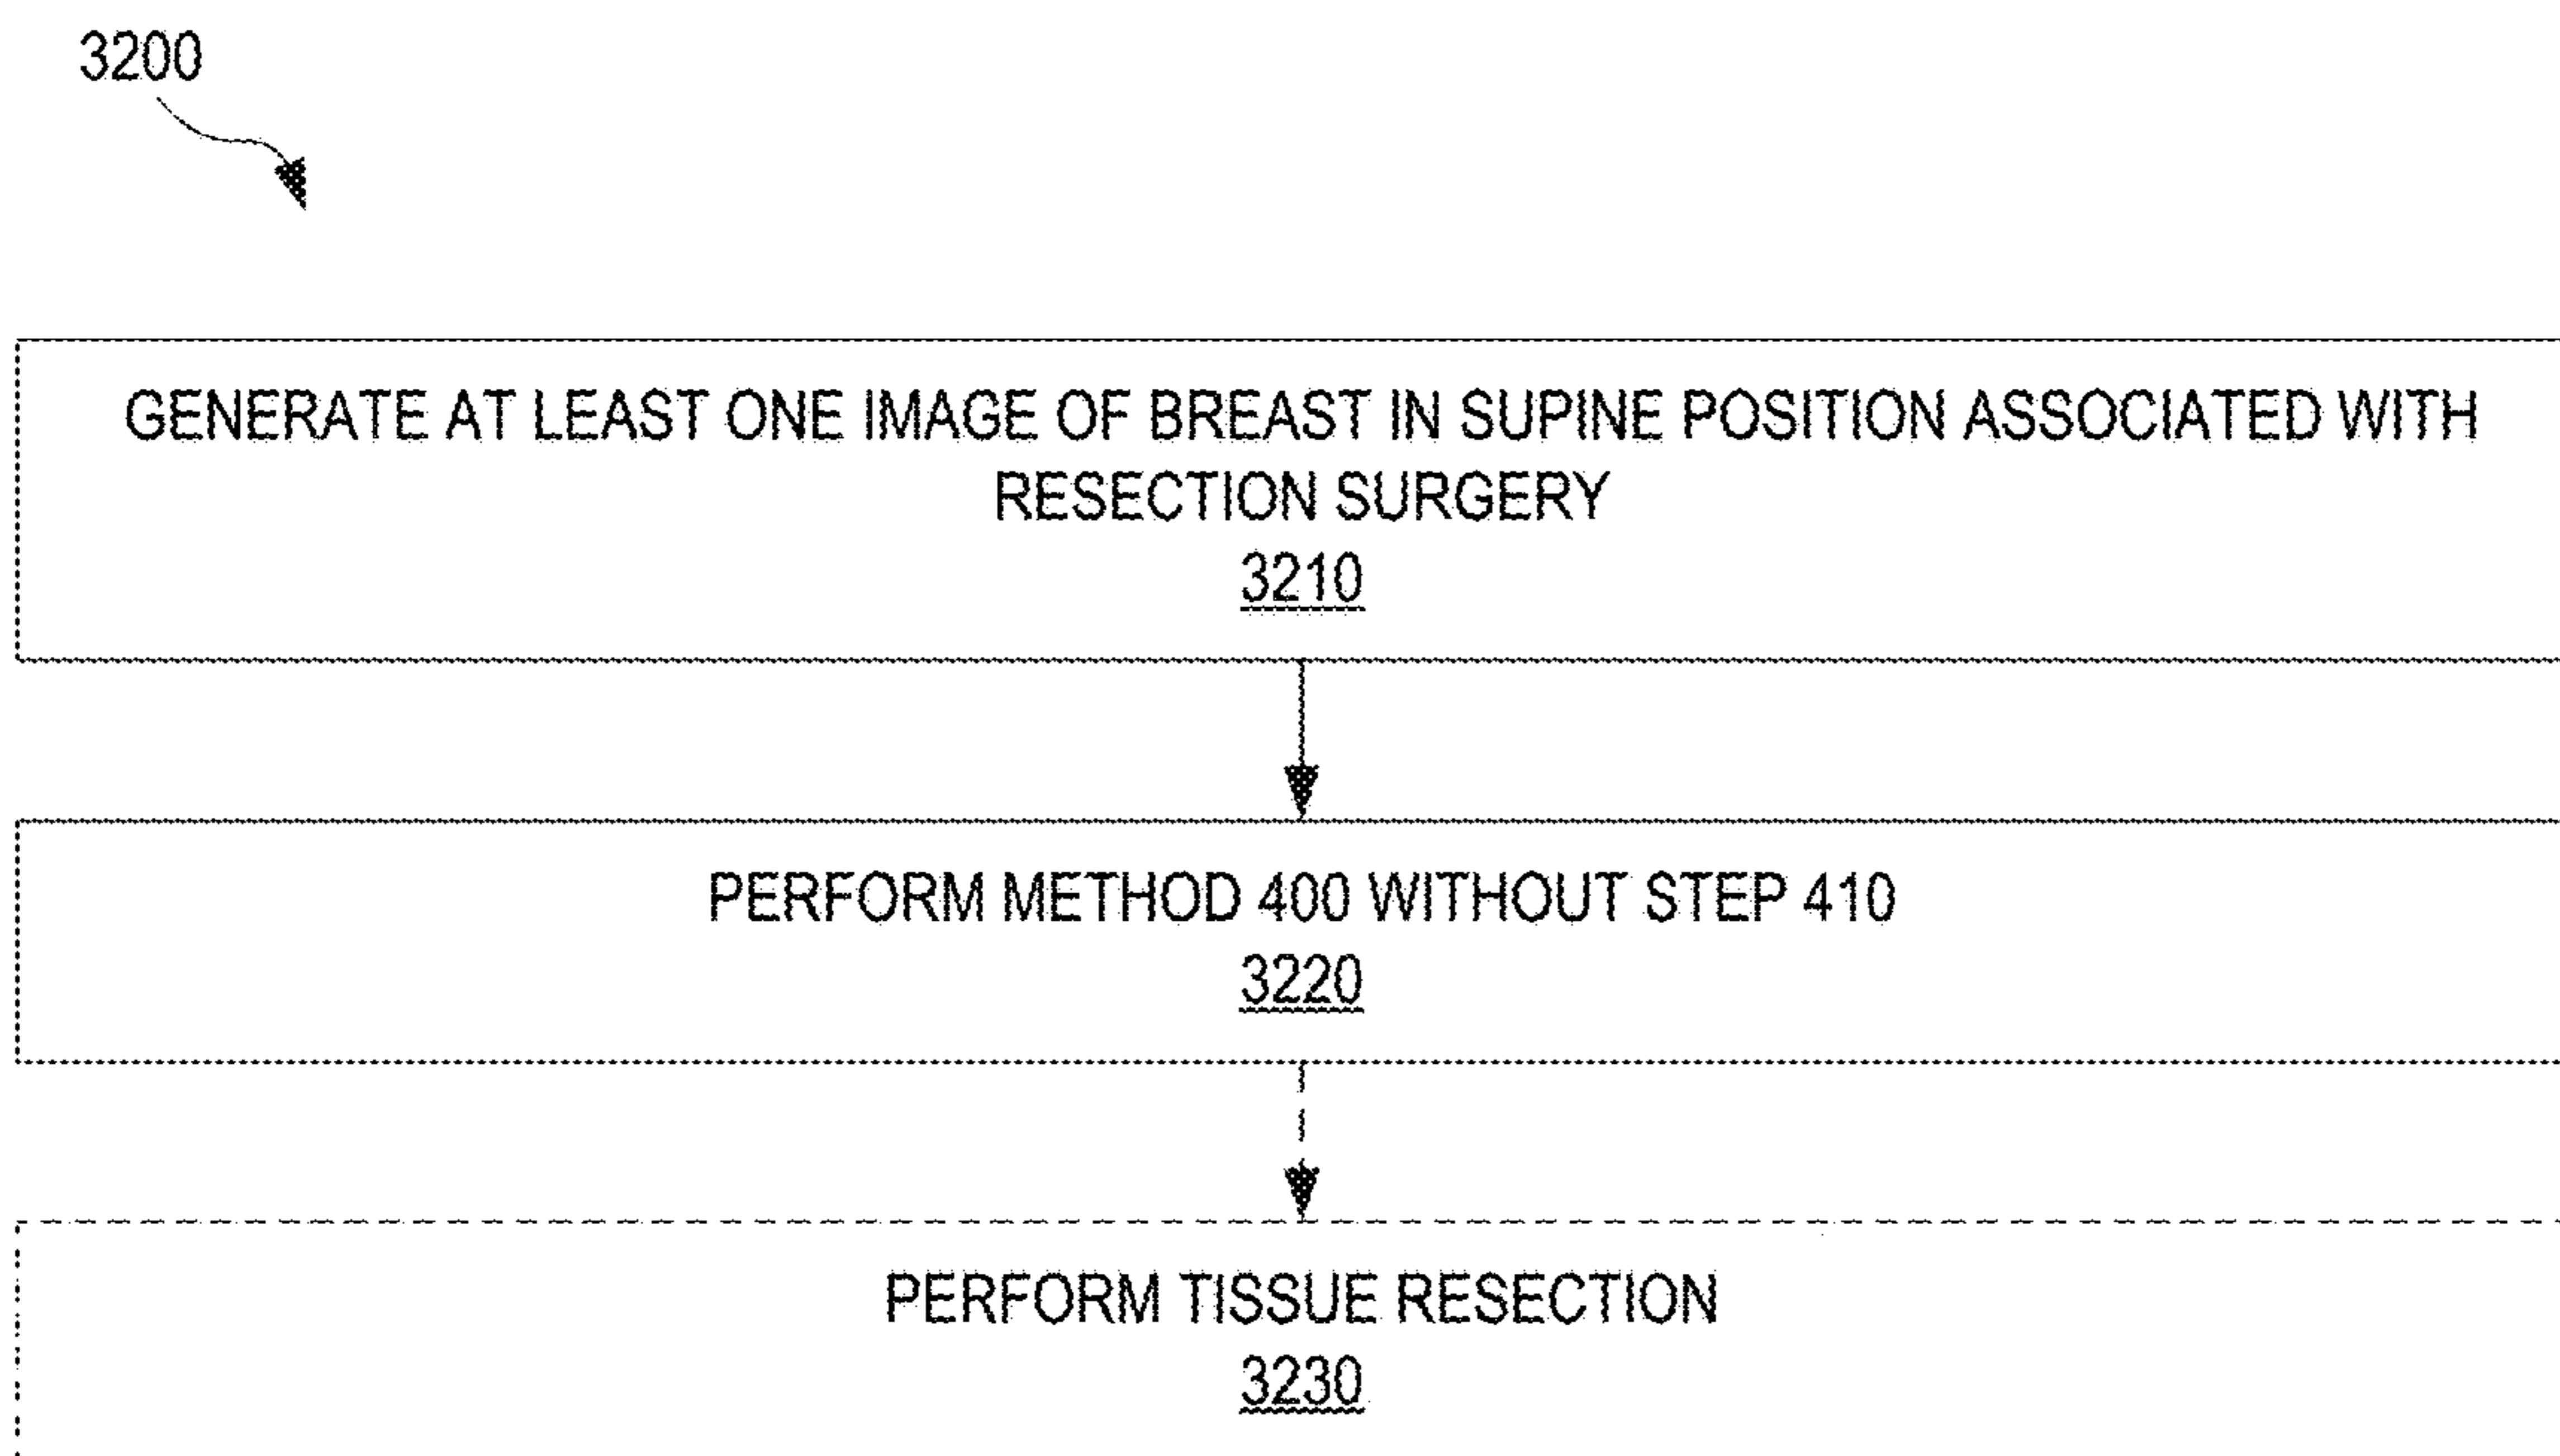 3200
GENERATE AT LEAST ONE IMAGE OF BREAST IN SUPINE POSITION ASSOCIATED WITH
RESECTION SURGERY
3210
PERFORM METHOD 400 WITHOUT STEP 410
3220
PERFORM TISSUE RESECTION
3230